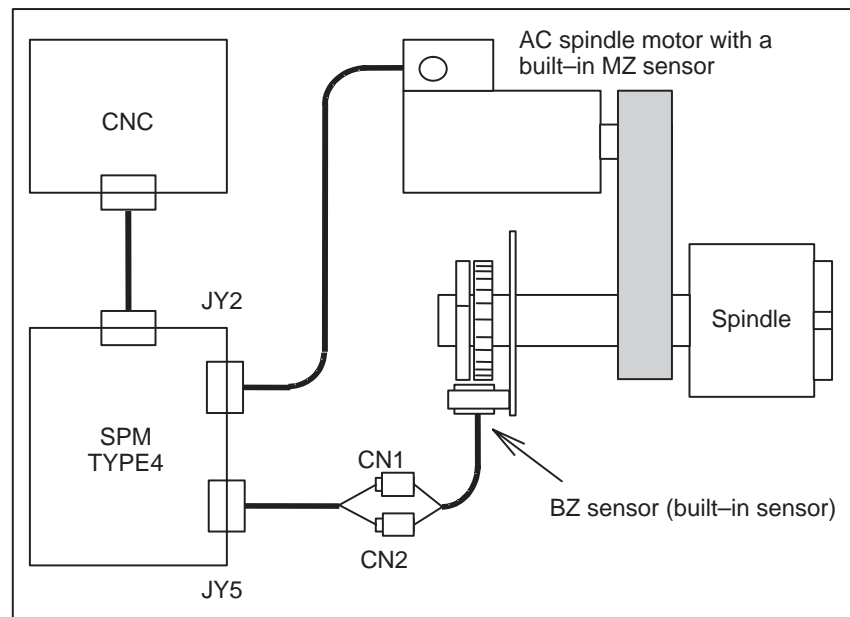 AC spindle motor with a
built–in MZ sensor
CNC
JY2
Spindle
SPM
TYPE4
CN1
BZ sensor (built–in sensor)
CN2
JY5